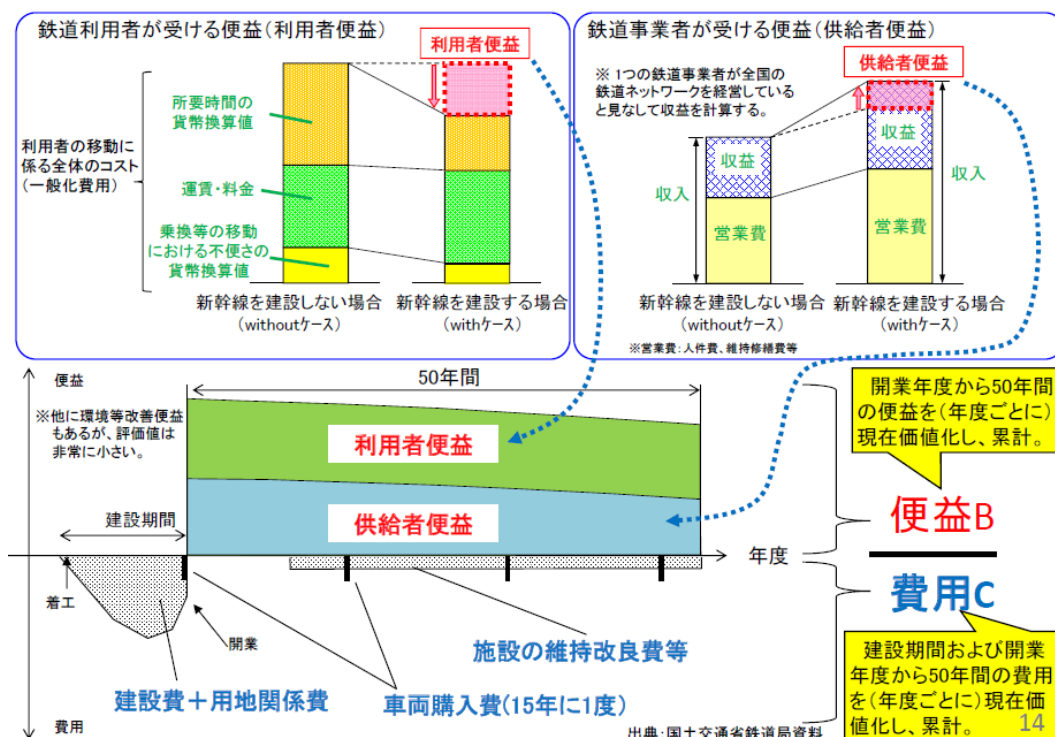 鉄道利用者が受ける便益(利用者便益)
利用者便益
所要時間の
貨幣換算値
利用者の移動に
係る全体のコスト
(一般化費用)
運賃・料金
乗換等の移動
における不便さの
貨幣換算値
新幹線を建設しない場合
(withoutケース)
新幹線を建設する場合
(withケース)
鉄道事業者が受ける便益(供給者便益)
供給者便益
※ 1つの鉄道事業者が全国の
鉄道ネットワークを経営している
と見なして収益を計算する。
収益
収益
収入
収入
営業費
営業費
新幹線を建設しない場合
(withoutケース)
新幹線を建設する場合
(withケース)
※営業費:人件費、維持修繕費等
便益
50年間
※他に環境等改善便益
もあるが、評価値は
非常に小さい。
利用者便益
供給者便益
建設期間
年度
着工
開業
施設の維持改良費等
建設費+用地関係費
車両購入費(15年に1度)
費用
開業年度から50年間
の便益を(年度ごとに)
現在価値化し、累計。
便益B
費用C
建設期間および開業
年度から50年間の費用
を(年度ごとに)現在価
値化し、累計。
出典:国土交通省鉄道局資料
14